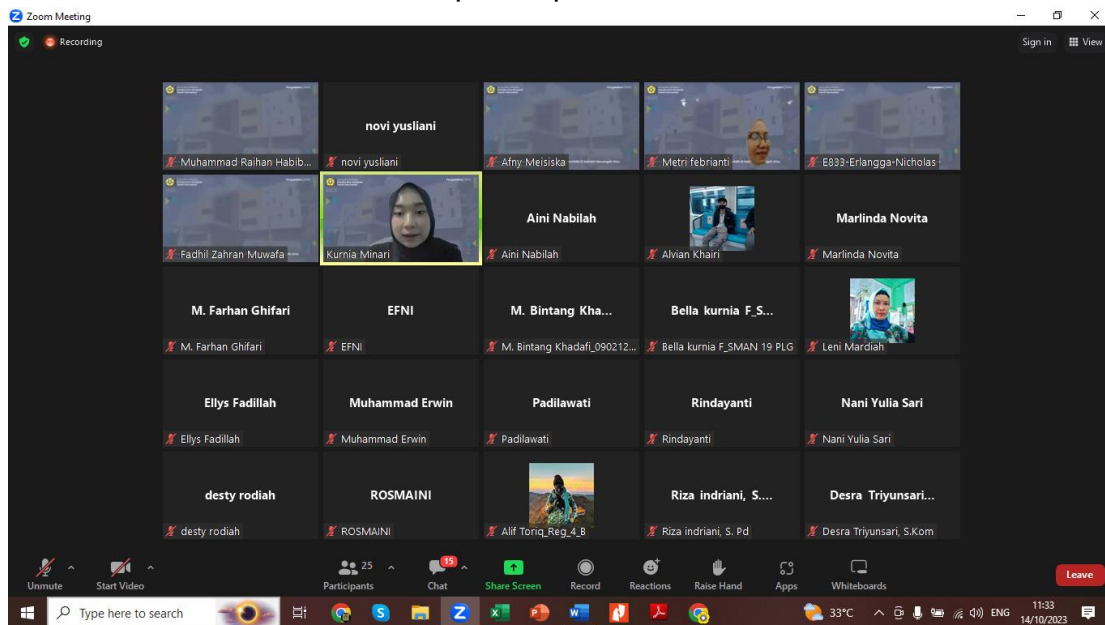 Zoom Meeting
Recording
Sign in
View
Muhammad Raihan Habib...
novi yusliani
novi yusliani
Afny Meisiska
Metri febrianti
E833-Erlangga-Nicholas
Fadhil Zahran Muwafa
Kurnia Minari
Aini Nabilah
Aini Nabilah
Alvian Khairi
Marlinda Novita
Marlinda Novita
M. Farhan Ghifari
M. Farhan Ghifari
EFNI
EFNI
M. Bintang Kha...
M. Bintang Khadafi_090212...
Bella kurnia F_S...
Bella kurnia F_SMAN 19 PLG
Leni Mardiah
Ellys Fadillah
Ellys Fadillah
Muhammad Erwin
Muhammad Erwin
Padilawati
Padilawati
Rindayanti
Rindayanti
Nani Yulia Sari
Nani Yulia Sari
desty rodiah
desty rodiah
ROSMAINI
ROSMAINI
Alif Toriq_Reg_4_B
Riza indriani, S....
Riza indriani, S. Pd
Desra Triyunsari...
Desra Triyunsari, S.Kom
Unmute
Start Video
25
Participants
15
Chat
Share Screen
Record
Reactions
Raise Hand
Apps
Whiteboards
Leave
Type here to search
33°C
ENG
11:33
14/10/2023